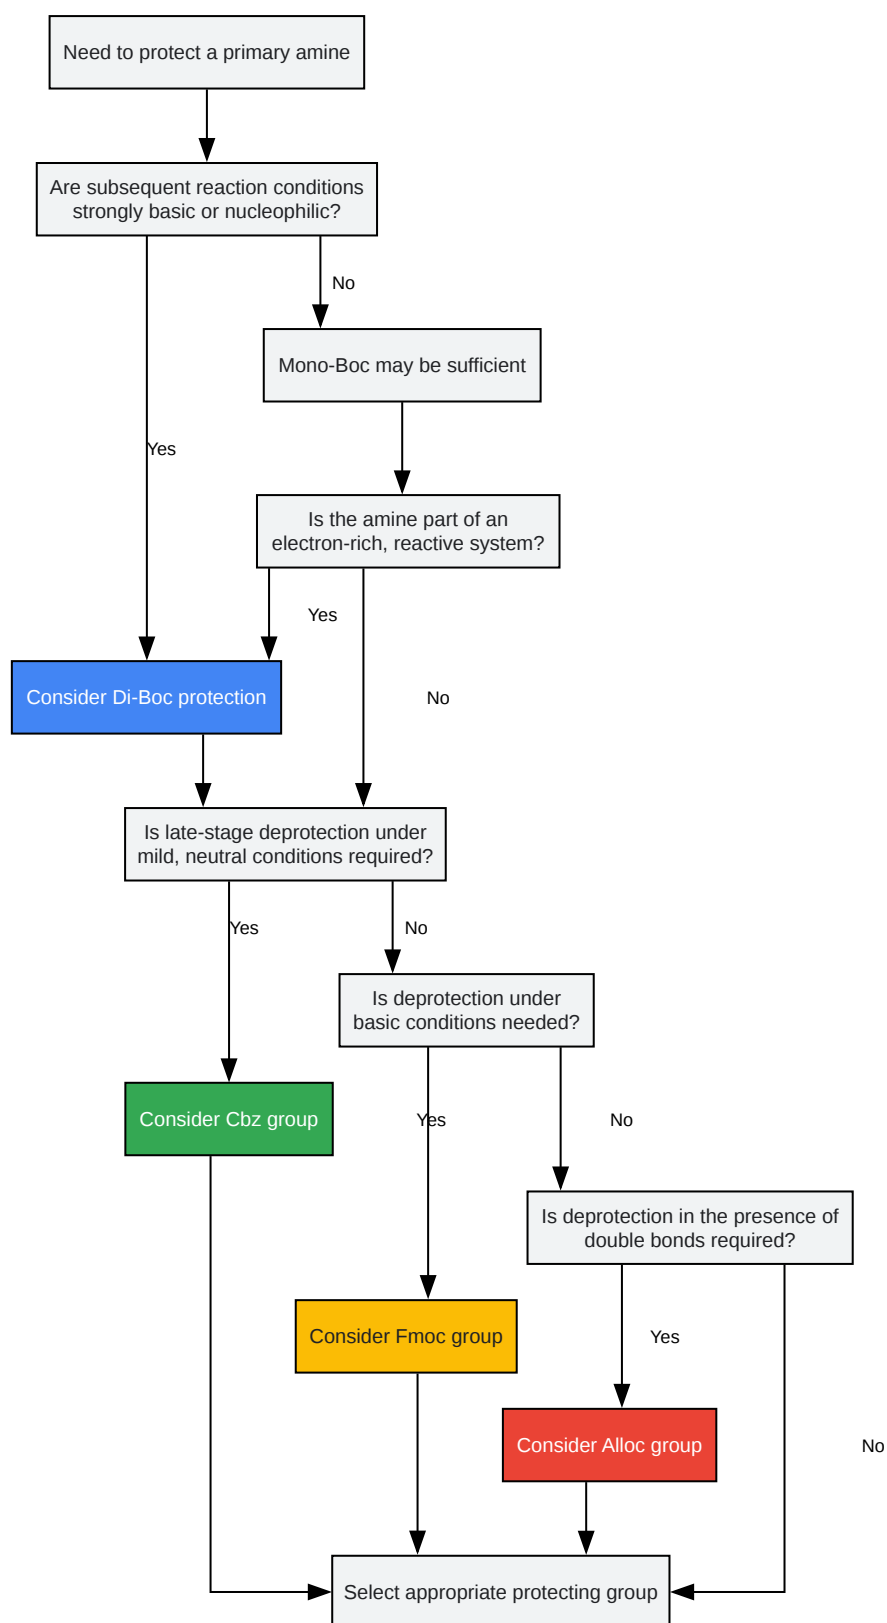 Need to protect a primary amine
Are subsequent reaction conditions
strongly basic or nucleophilic?
No
Mono-Boc may be sufficient
Yes
Is the amine part of an
electron-rich, reactive system?
Yes
Consider Di-Boc protection
No
Is late-stage deprotection under
mild, neutral conditions required?
Yes
No
Is deprotection under
basic conditions needed?
Consider Cbz group
Yes
No
Is deprotection in the presence of
double bonds required?
Consider Fmoc group
Yes
Consider Alloc group
No
Select appropriate protecting group